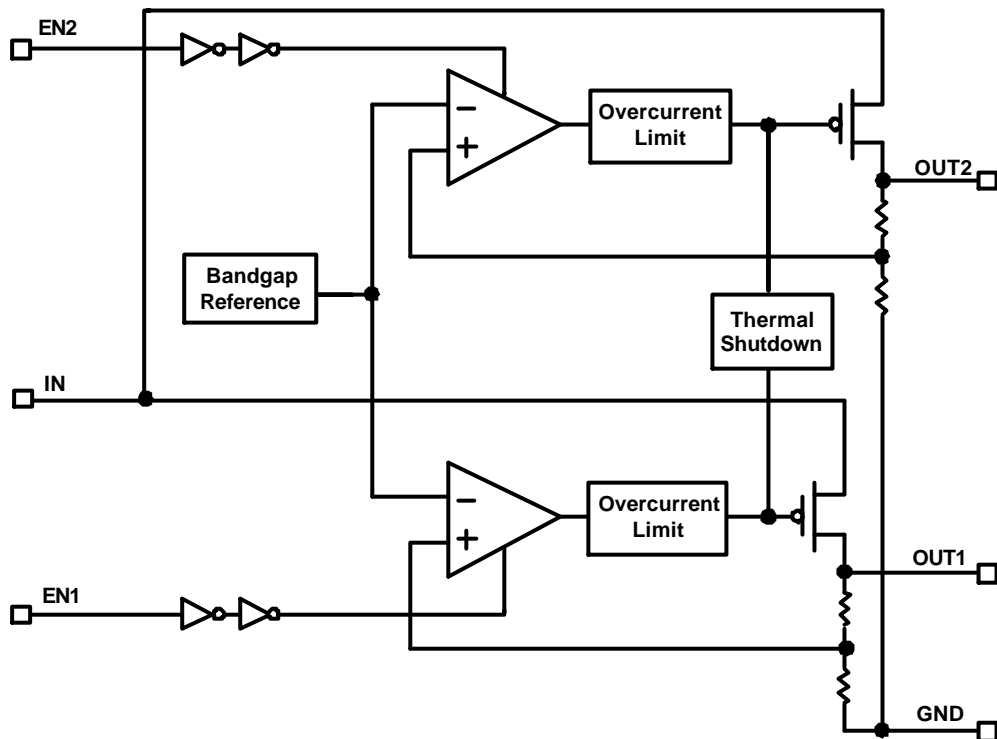 EN2
−
+
Overcurrent
Limit
OUT2
Bandgap
Reference
Thermal
Shutdown
IN
−
+
Overcurrent
Limit
OUT1
EN1
GND